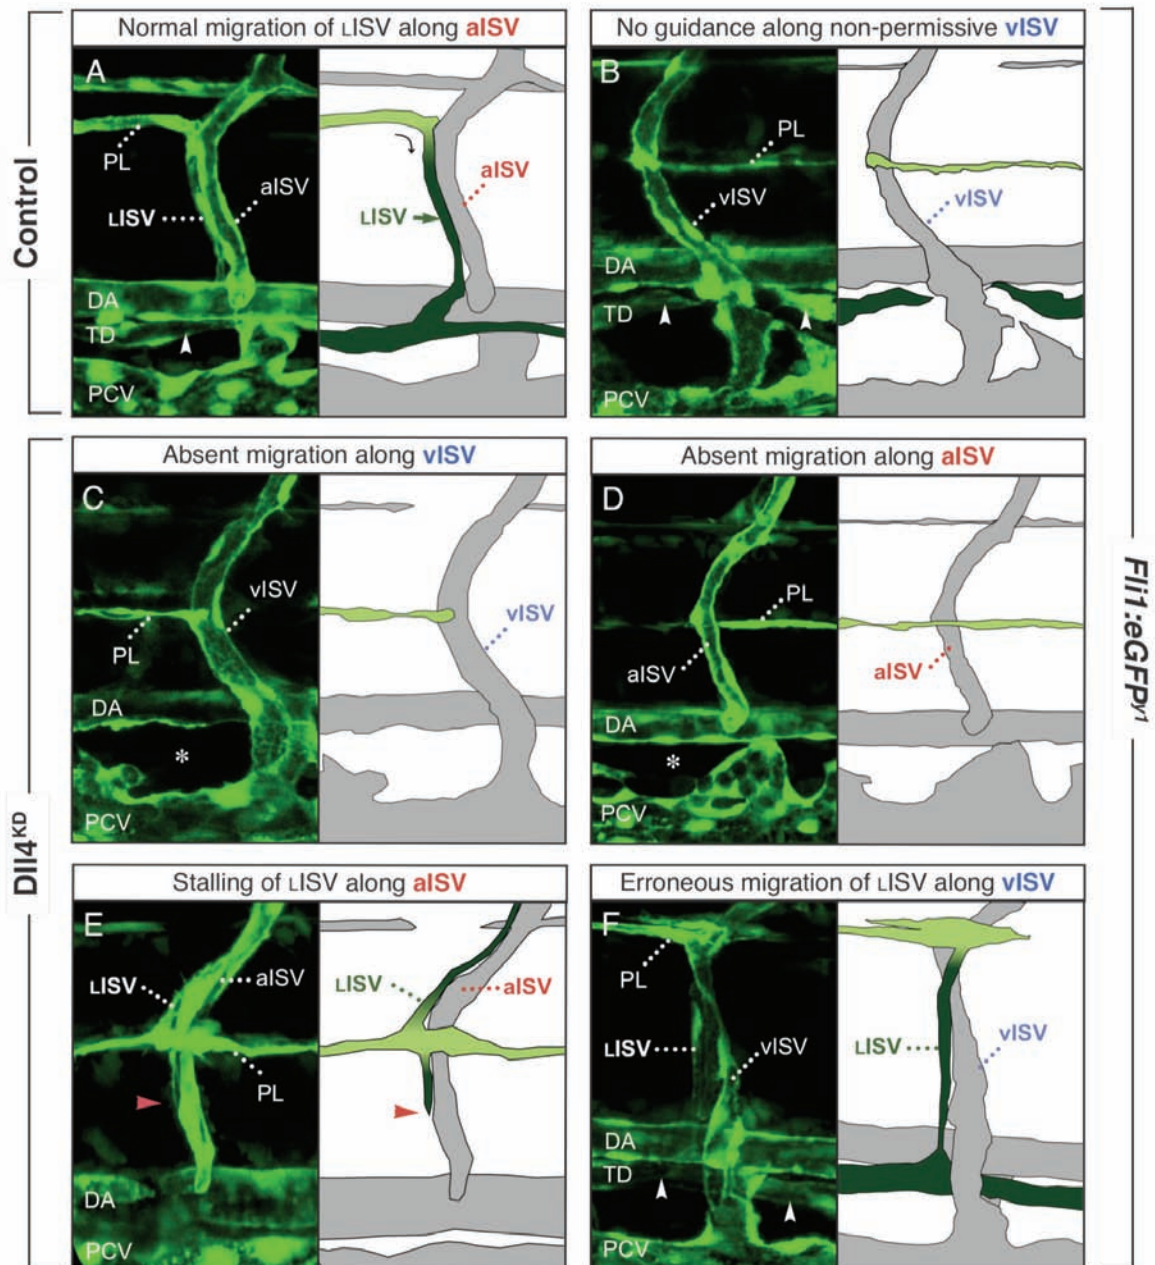 Control
Normal migration of LISV along aISV
A
PL
aISV
LISV
DA
TD
PCV
aISV
LISV
No guidance along non-permissive vISV
B
PL
vISV
DA
TD
PCV
vISV
Dll4KD
Absent migration along vISV
C
vISV
PL
DA
*
PCV
vISV
Absent migration along aISV
D
PL
aISV
DA
*
PCV
aISV
Stalling of LISV along aISV
E
LISV
aISV
PL
DA
PCV
LISV
aISV
Erroneous migration of LISV along vISV
F
PL
LISV
vISV
DA
TD
PCV
LISV
vISV
Fli1:eGFPy1